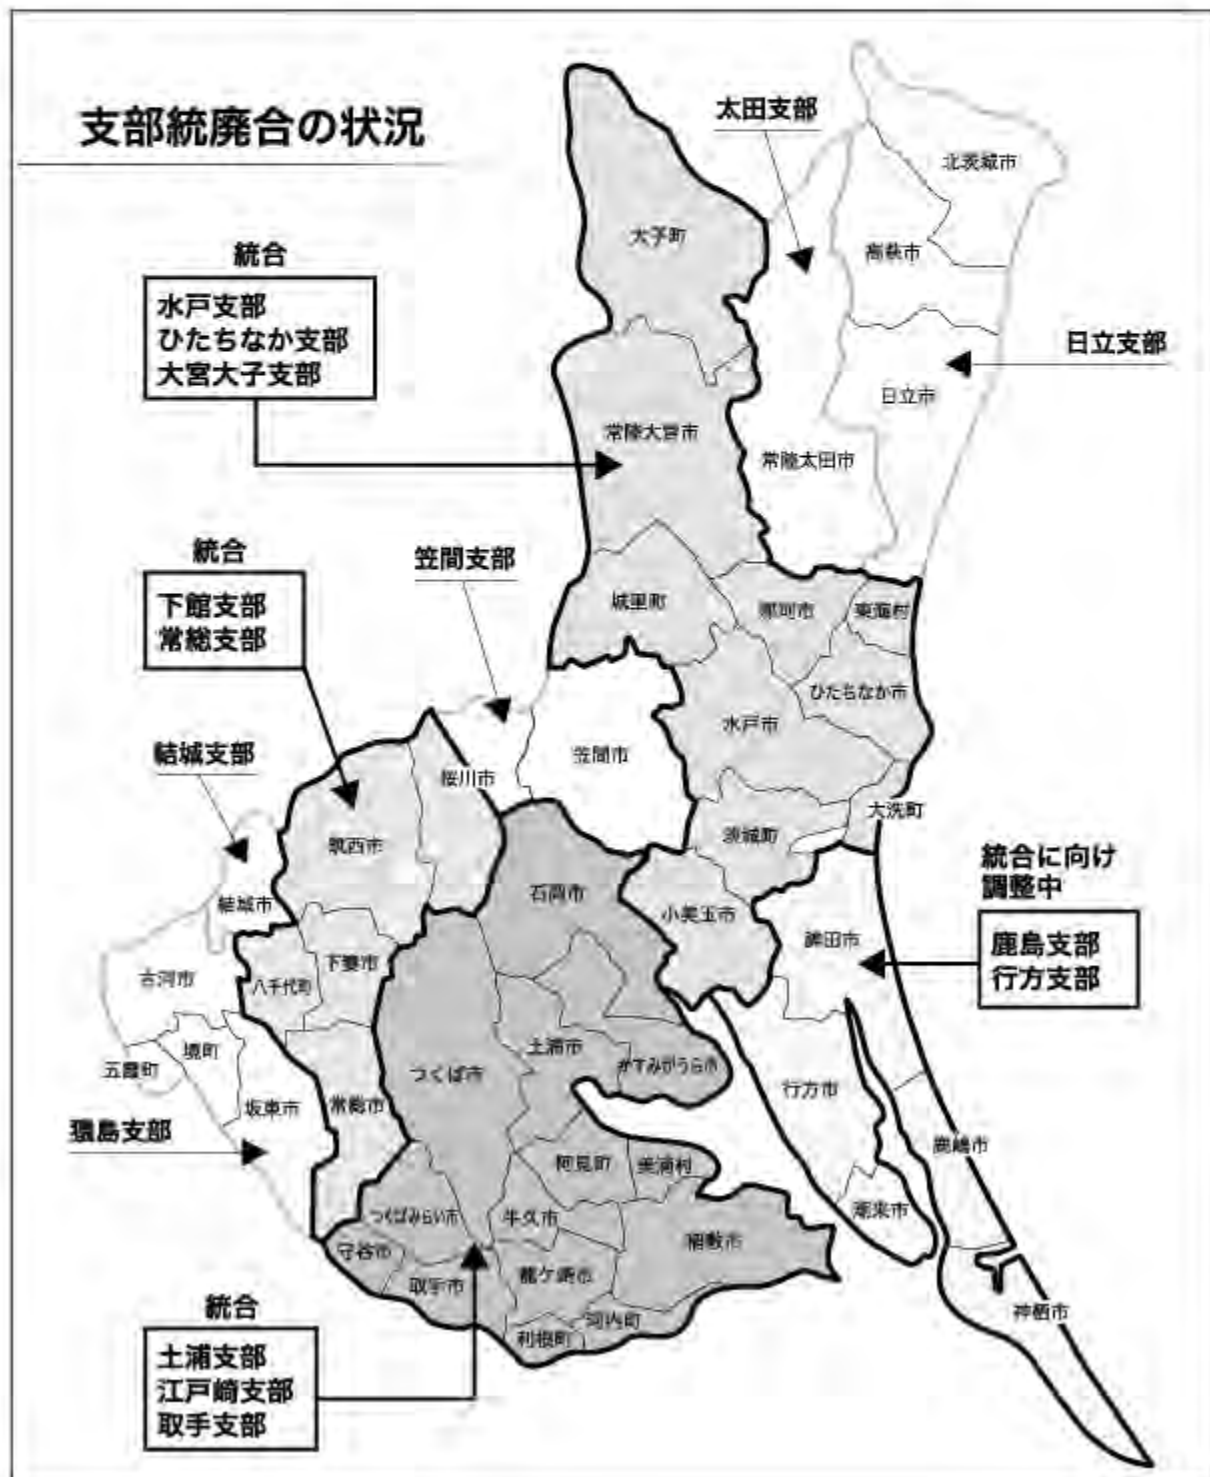 支部統廃合の状況
太田支部
北茨城市
大子町
高萩市
統合
水戸支部
ひたちなか支部
大宮大子支部
日立支部
日立市
常陸大宮市
常陸太田市
統合
下館支部
常総支部
笠間支部
城里町
那珂市
東海村
ひたちなか市
水戸市
笠間市
結城支部
桜川市
大洗町
茨城町
筑西市
統合に向け
調整中
鹿島支部
行方支部
石岡市
結城市
小美玉市
鉾田市
下妻市
古河市
八千代町
境町
五霞町
土浦市
かすみがうら市
つくば市
行方市
坂東市
常総市
猿島支部
鹿嶋市
阿見町
美浦村
潮来市
つくばみらい市
牛久市
稲敷市
守谷市
取手市
龍ケ崎市
河内町
利根町
神栖市
統合
土浦支部
江戸崎支部
取手支部